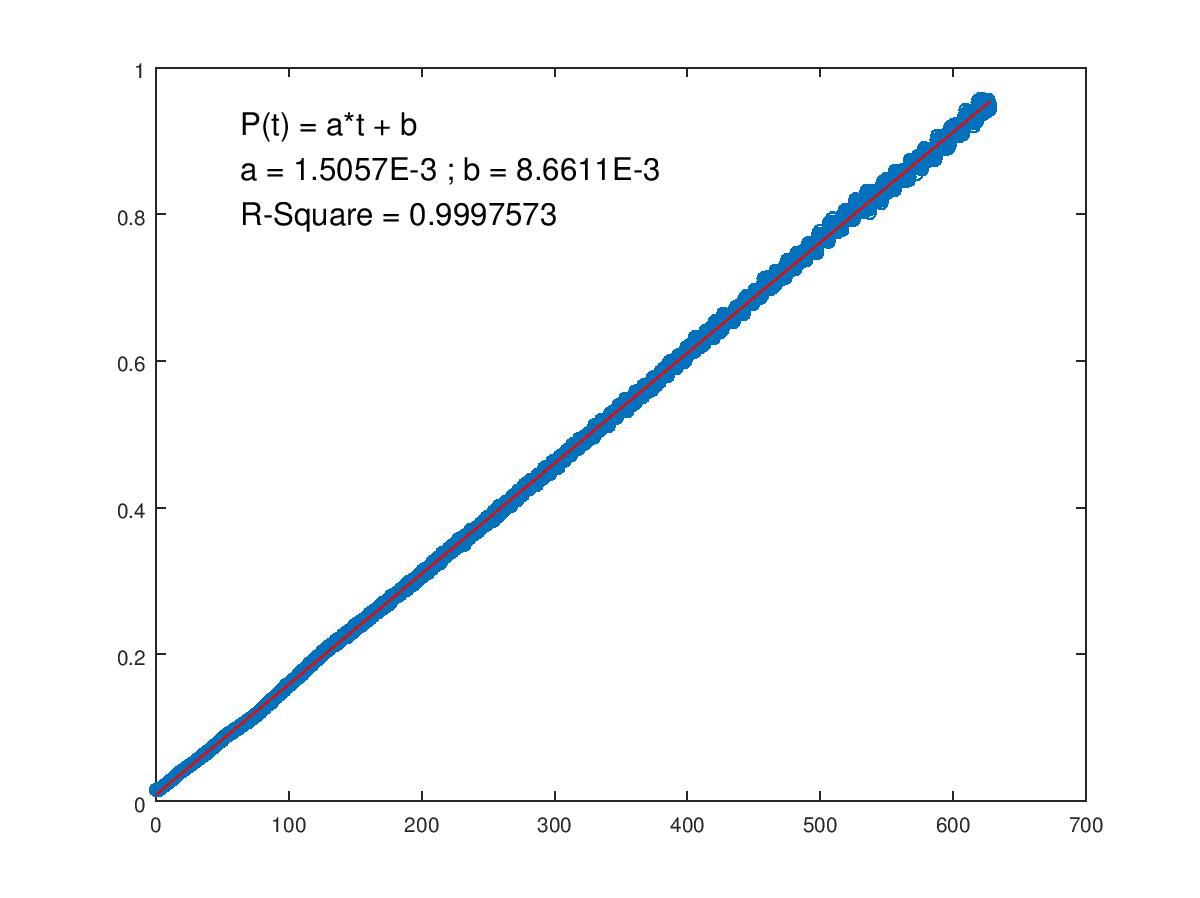 P(t) = a*t + b
a = 1.5057E-3 ; b = 8.6611E-3
R-Square = 0.9997573
1
0.8
0.6
0.4
0.2
0
0 100 200 300 400 500 600 700